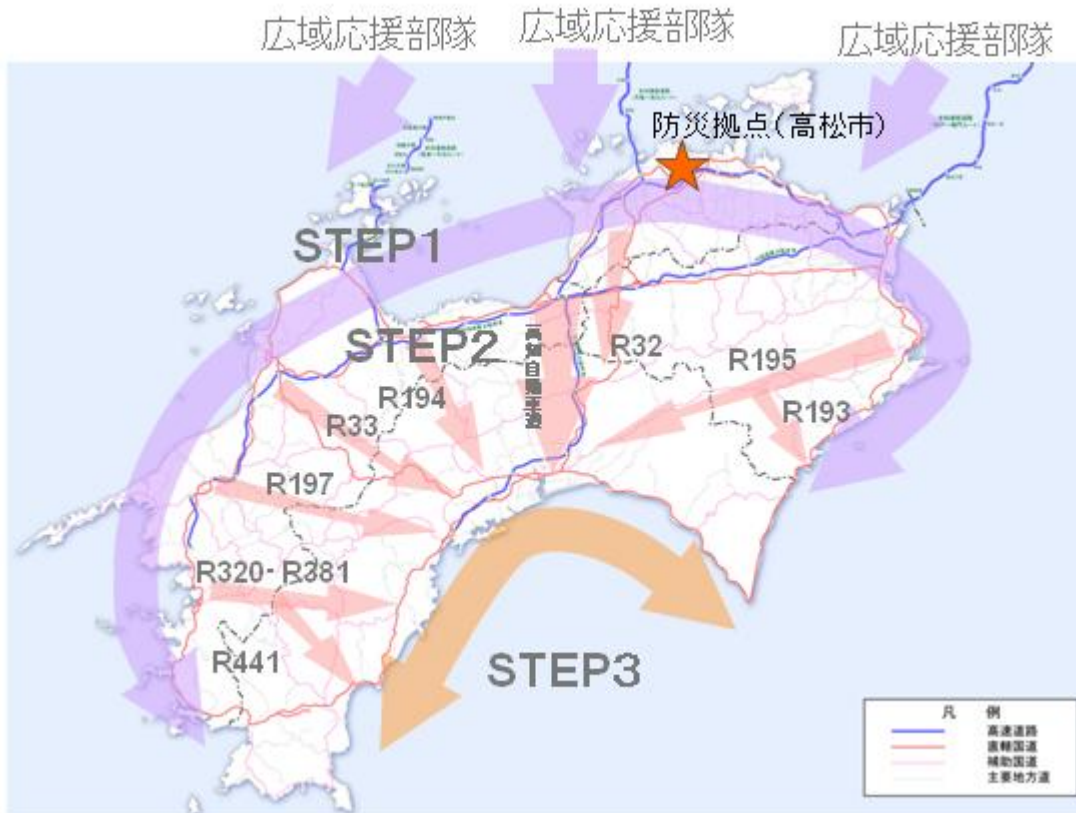 広域応援部隊
広域応援部隊
広域応援部隊
防災拠点(高松市)
STEP1
STEP2
R32
R195
R194
R193
R33
R197
R320・R381
R441
STEP3
凡 例
高速道路
直轄国道
補助国道
主要地方道